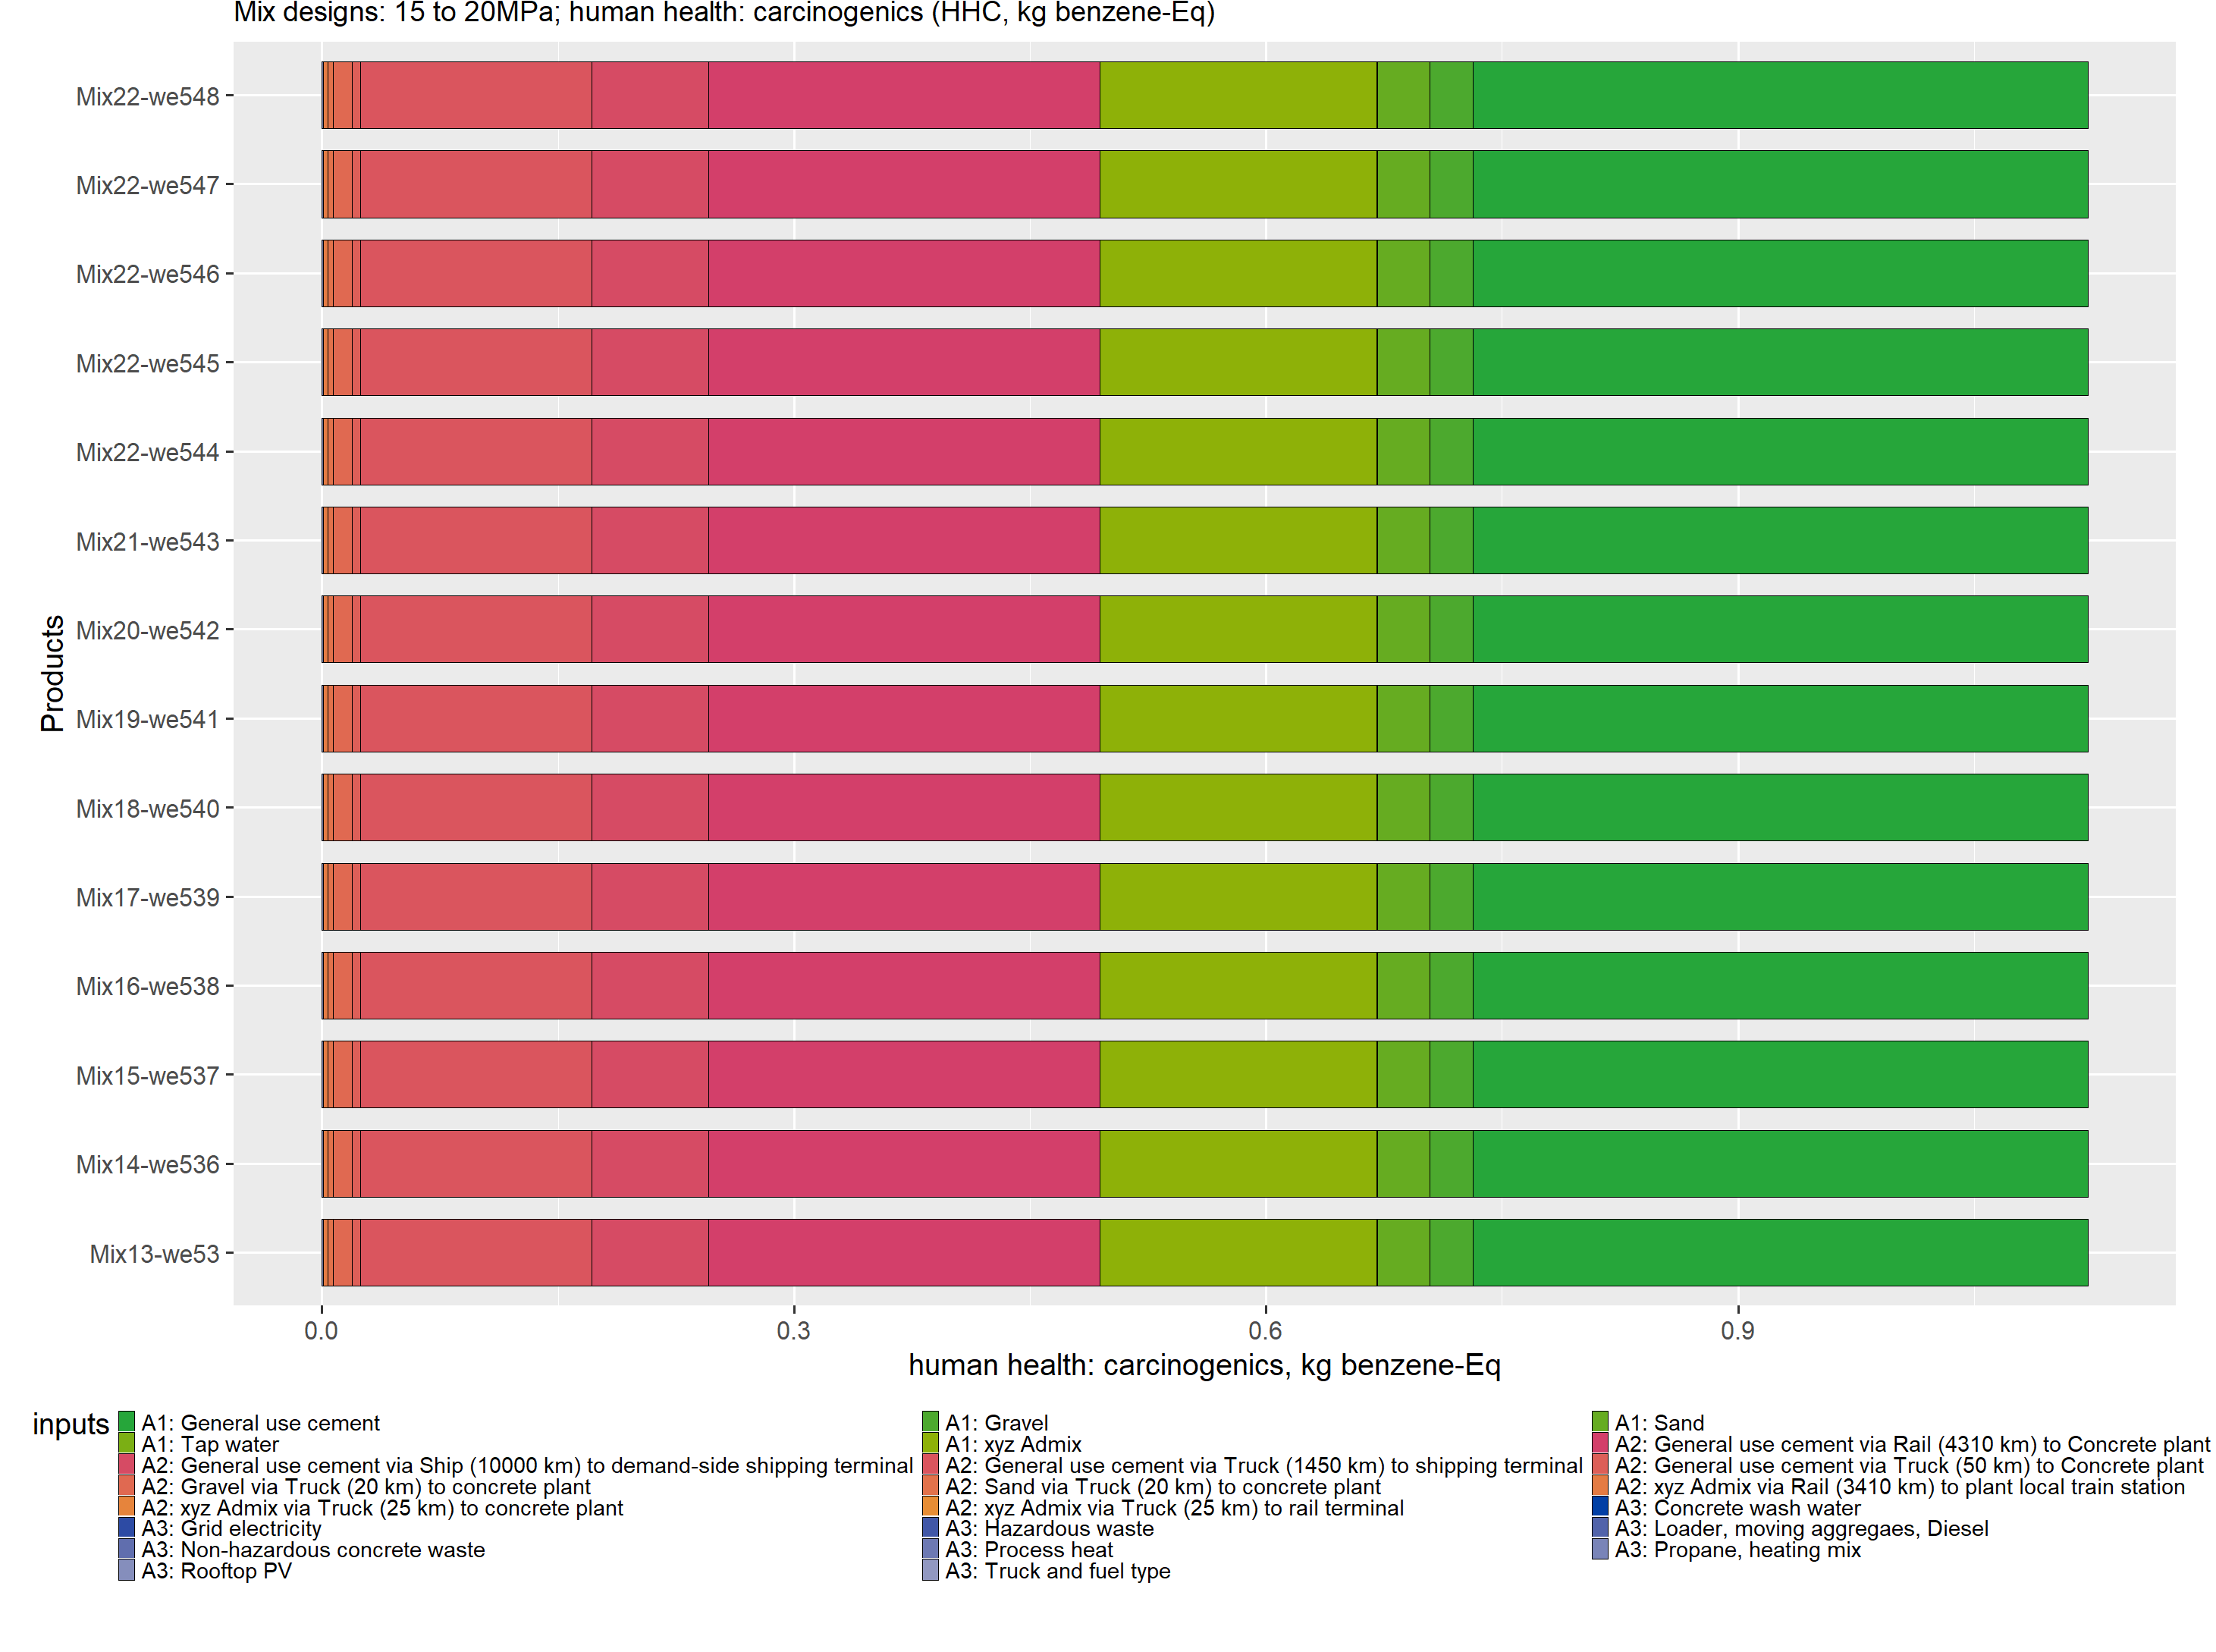 Mix designs: 15 to 20MPa; human health: carcinogenics (HHC, kg benzene-Eq)
Mix22-we548
Mix22-we547
Mix22-we546
Mix22-we545
Mix22-we544
Mix21-we543
Mix20-we542
Mix19-we541
Mix18-we540
Mix17-we539
Mix16-we538
Mix15-we537
Mix14-we536
Mix13-we53
Products
0.0 0.3 0.6 0.9
human health: carcinogenics, kg benzene-Eq
inputs
A1: General use cement A1: Gravel A1: Sand
A1: Tap water A1: xyz Admix A2: General use cement via Rail (4310 km) to Concrete plant
A2: General use cement via Ship (10000 km) to demand-side shipping terminal A2: General use cement via Truck (1450 km) to shipping terminal A2: General use cement via Truck (50 km) to Concrete plant
A2: Gravel via Truck (20 km) to concrete plant A2: Sand via Truck (20 km) to concrete plant A2: xyz Admix via Rail (3410 km) to plant local train station
A2: xyz Admix via Truck (25 km) to concrete plant A2: xyz Admix via Truck (25 km) to rail terminal A3: Concrete wash water
A3: Grid electricity A3: Hazardous waste A3: Loader, moving aggregaes, Diesel
A3: Non-hazardous concrete waste A3: Process heat A3: Propane, heating mix
A3: Rooftop PV A3: Truck and fuel type